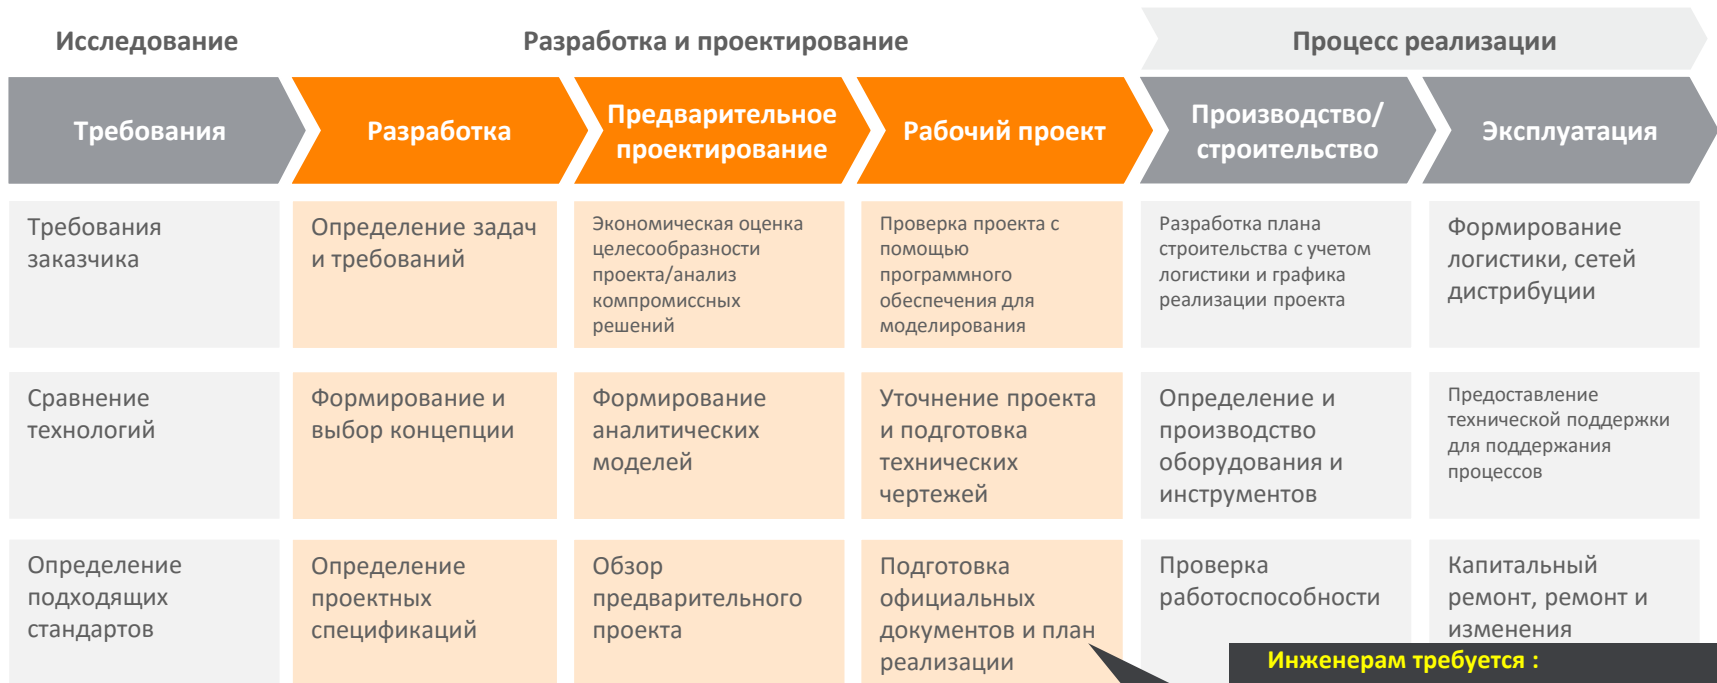 Исследование
Разработка и проектирование
Процесс реализации
Требования
Разработка
Предварительное
проектирование
Рабочий проект
Производство/
строительство
Эксплуатация
Требования
заказчика
Определение задач
и требований
Экономическая оценка
целесообразности
проекта/анализ
компромиссных
решений
Проверка проекта с
помощью
программного
обеспечения для
моделирования
Разработка плана
строительства с учетом
логистики и графика
реализации проекта
Формирование
логистики, сетей
дистрибуции
Сравнение
технологий
Формирование и
выбор концепции
Формирование
аналитических
моделей
Уточнение проекта
и подготовка
технических
чертежей
Определение и
производство
оборудования и
инструментов
Предоставление
технической поддержки
для поддержания
процессов
Определение
подходящих
стандартов
Определение
проектных
спецификаций
Обзор
предварительного
проекта
Подготовка
официальных
документов и план
реализации
Проверка
работоспособности
Капитальный
ремонт, ремонт и
изменения
Инженерам требуется :